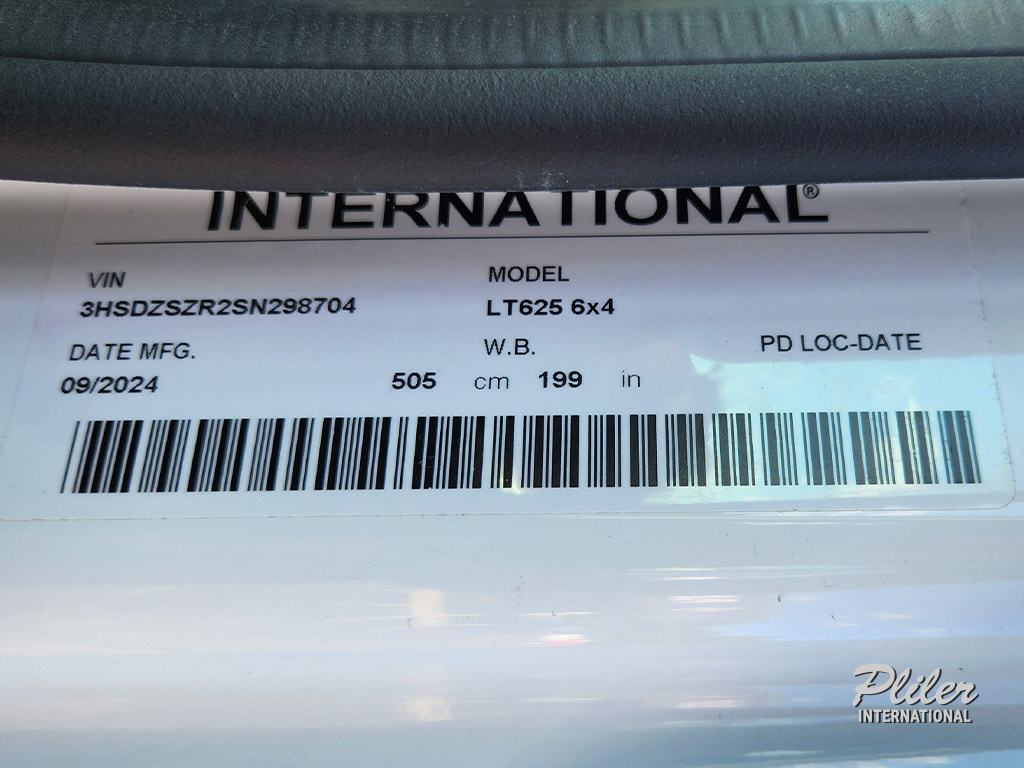 INTERNATIONAL®
VIN
MODEL
3HSDZSZR2SN298704
LT625 6x4
DATE MFG.
W.B.
PD LOC-DATE
09/2024
505 cm 199 in
Pliler
INTERNATIONAL